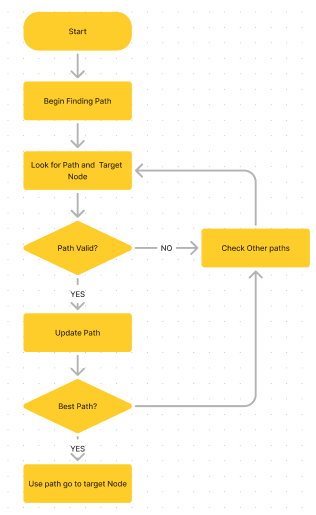 Start
Begin Finding Path
Look for Path and Target
Node
Path Valid?
NO
Check Other paths
YES
Update Path
Best Path?
YES
Use path go to target Node